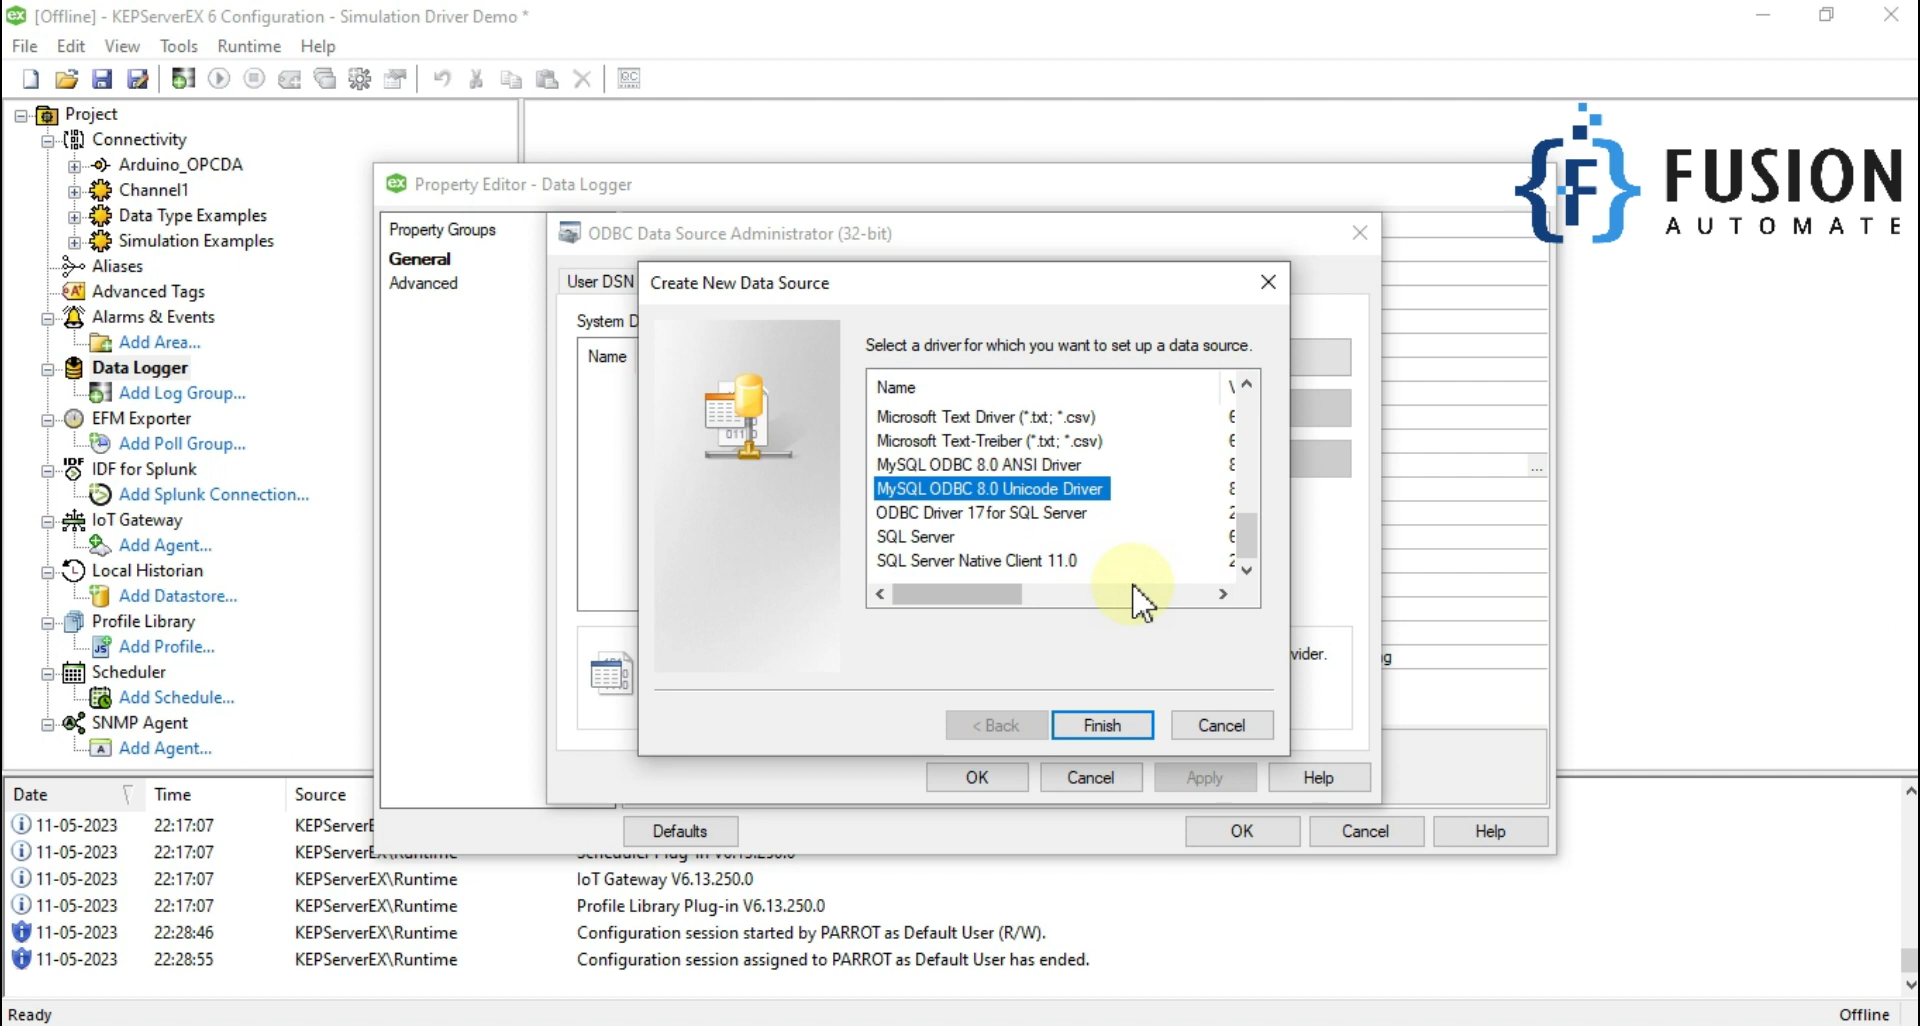 [Offline] - KEPServerEX 6 Configuration - Simulation Driver Demo *
File Edit View Tools Runtime Help
Project
Connectivity
Arduino_OPCDA
Channel1
Data Type Examples
Simulation Examples
Aliases
Advanced Tags
Alarms & Events
Add Area...
Data Logger
Add Log Group...
EFM Exporter
Add Poll Group...
IDF for Splunk
Add Splunk Connection...
IoT Gateway
Add Agent...
Local Historian
Add Datastore...
Profile Library
Add Profile...
Scheduler
Add Schedule...
SNMP Agent
Add Agent...
FUSION
AUTOMATE
Property Editor - Data Logger
Property Groups
General
Advanced
ODBC Data Source Administrator (32-bit)
User DSN
System D
Name
vider.
Create New Data Source
Select a driver for which you want to set up a data source.
Name
Microsoft Text Driver (*.txt; *.csv)
Microsoft Text-Treiber (*.txt; *.csv)
MySQL ODBC 8.0 ANSI Driver
MySQL ODBC 8.0 Unicode Driver
ODBC Driver 17 for SQL Server
SQL Server
SQL Server Native Client 11.0
< Back Finish Cancel
OK Cancel Apply Help
Defaults OK Cancel Help
Date Time Source
11-05-2023 22:17:07 KEPServerE
11-05-2023 22:17:07
11-05-2023 22:17:07 KEPServerEX\Runtime IoT Gateway V6.13.250.0
11-05-2023 22:17:07 KEPServerEX\Runtime Profile Library Plug-in V6.13.250.0
11-05-2023 22:28:46 KEPServerEX\Runtime Configuration session started by PARROT as Default User (R/W).
11-05-2023 22:28:55 KEPServerEX\Runtime Configuration session assigned to PARROT as Default User has ended.
Ready Offline